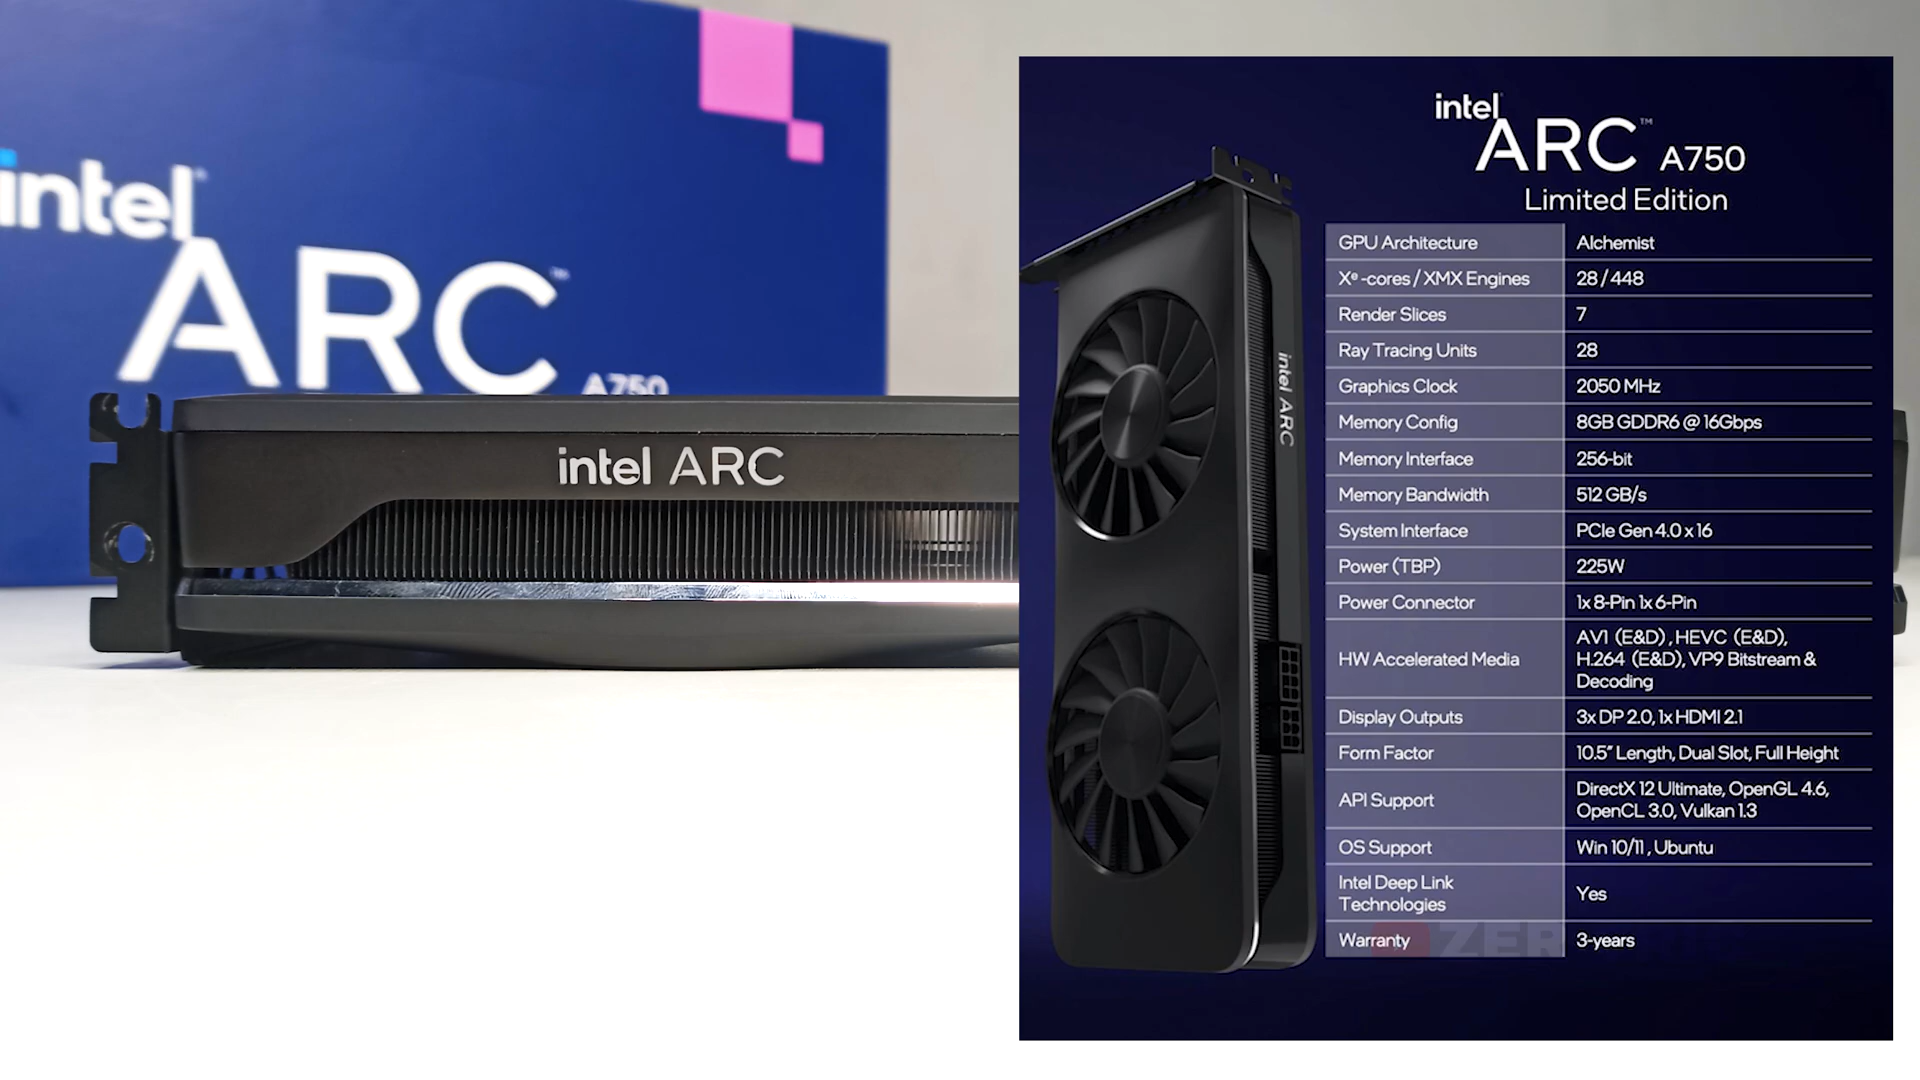 intel
ARC™
A750
intel ARC
intel
ARC™ A750
Limited Edition
intel ARC
GPU Architecture Alchemist
Xe-cores / XMX Engines 28 / 448
Render Slices 7
Ray Tracing Units 28
Graphics Clock 2050 MHz
Memory Config 8GB GDDR6 @ 16Gbps
Memory Interface 256-bit
Memory Bandwidth 512 GB/s
System Interface PCIe Gen 4.0 x 16
Power (TBP) 225W
Power Connector 1x 8-Pin 1x 6-Pin
HW Accelerated Media AV1 (E&D) , HEVC (E&D),
H.264 (E&D), VP9 Bitstream &
Decoding
Display Outputs 3x DP 2.0, 1x HDMI 2.1
Form Factor 10.5" Length, Dual Slot, Full Height
API Support DirectX 12 Ultimate, OpenGL 4.6,
OpenCL 3.0, Vulkan 1.3
OS Support Win 10/11 , Ubuntu
Intel Deep Link
Technologies Yes
Warranty 3-years